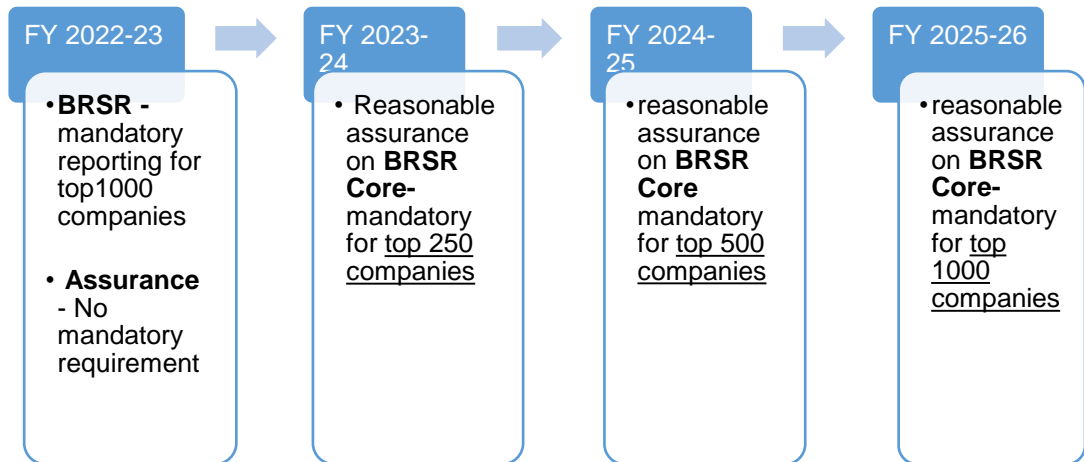 FY 2022-23
•BRSR -
mandatory
reporting for
top1000
companies
• Assurance
- No
mandatory
requirement
FY 2023-
24
• Reasonable
assurance
on BRSR
Core-
mandatory
for top 250
companies
FY 2024-
25
•reasonable
assurance
on BRSR
Core
mandatory
for top 500
companies
FY 2025-26
•reasonable
assurance
on BRSR
Core-
mandatory
for top
1000
companies